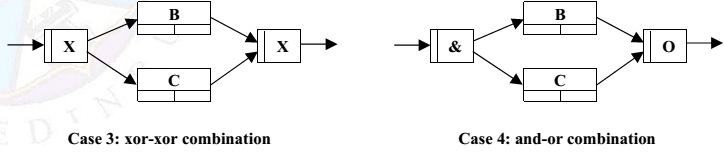 B
X
X
C
Case 3: xor-xor combination
B
&
O
C
Case 4: and-or combination
E D I N